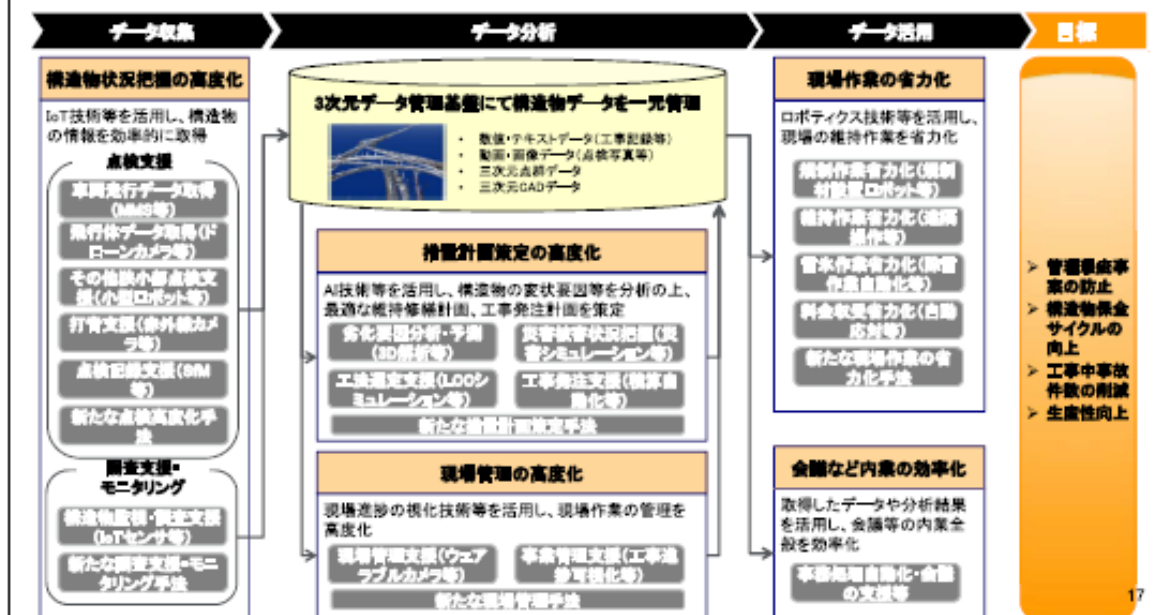 データ収集
データ分析
データ活用
目標
構造物状況把握の高度化
IoT技術等を活用し、構造物
の情報を効率的に取得
点検支援
車両走行データ取得
(MMS等)
飛行体データ取得(ド
ローンカメラ等)
その他狭小部点検支
援(小型ロボット等)
打音支援(赤外線カメ
ラ等)
点検記録支援(SfM
等)
新たな点検高度化手
法
調査支援・
モニタリング
構造物監視・調査支援
(IoTセンサ等)
新たな調査支援・モニ
タリング手法
3次元データ管理基盤にて構造物データを一元管理
・ 数値・テキストデータ(工事記録等)
・ 動画・画像データ(点検写真等)
・ 三次元点群データ
・ 三次元CADデータ
措置計画策定の高度化
AI技術等を活用し、構造物の変状要因等を分析の上、
最適な維持修繕計画、工事発注計画を策定
劣化要因分析・予測
(3D解析等)
災害被害状況把握(災
害シミュレーション等)
工法選定支援(LCCシ
ミュレーション等)
工事発注支援(積算自
動化等)
新たな措置計画策定手法
現場管理の高度化
現場進捗の視化技術等を活用し、現場作業の管理を
高度化
現場管理支援(ウェア
ラブルカメラ等)
事業管理支援(工事進
捗可視化等)
新たな現場管理手法
現場作業の省力化
ロボティクス技術等を活用し、
現場の維持作業を省力化
規制作業省力化(規制
材設置ロボット等)
維持作業省力化(遠隔
操作等)
雪氷作業省力化(除雪
作業自動化等)
料金収受省力化(自動
応対等)
新たな現場作業の省
力化手法
会議など内業の効率化
取得したデータや分析結果
を活用し、会議等の内業全
般を効率化
事務処理自動化・会議
の支援等
➢ 管理瑕疵事
案の防止
➢ 構造物保全
サイクルの
向上
➢ 工事中事故
件数の削減
➢ 生産性向上
17